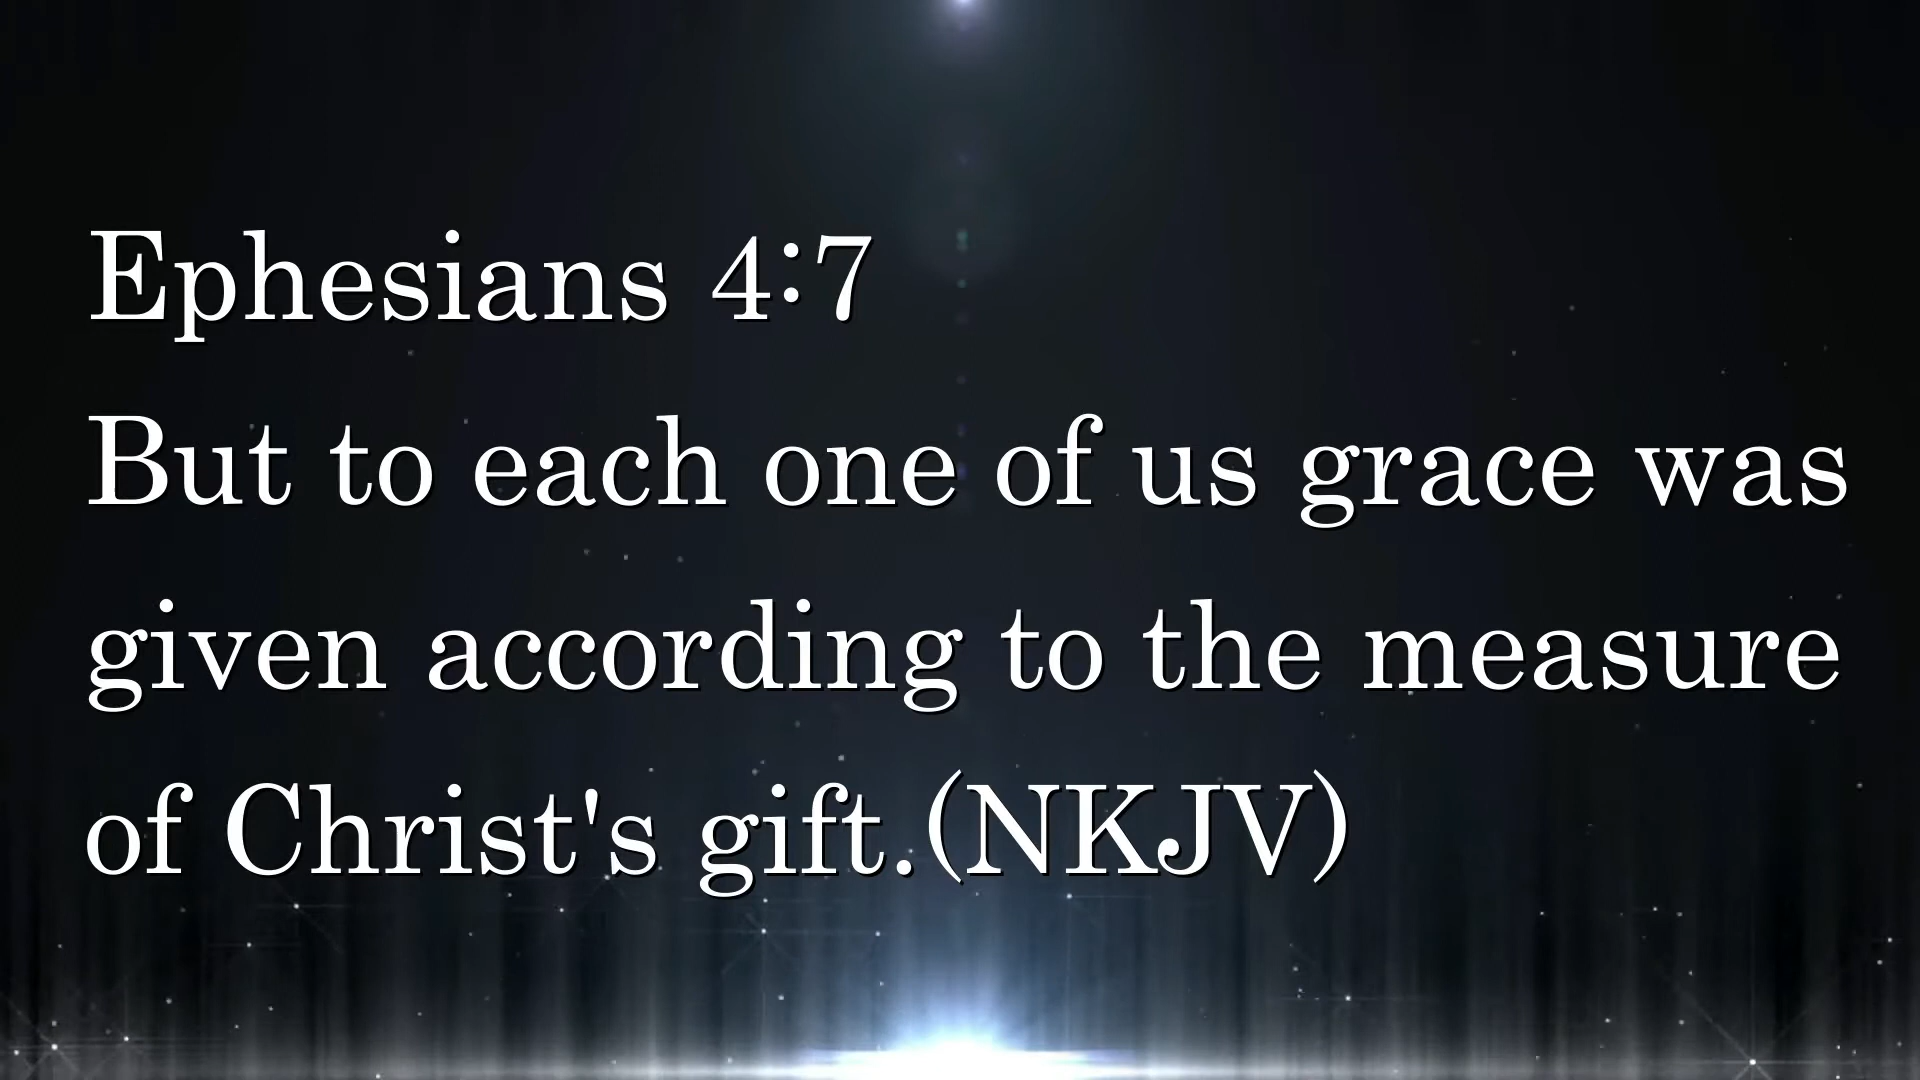 Ephesians 4:7
But to each one of us grace was
given according to the measure
of Christ's gift.(NKJV)